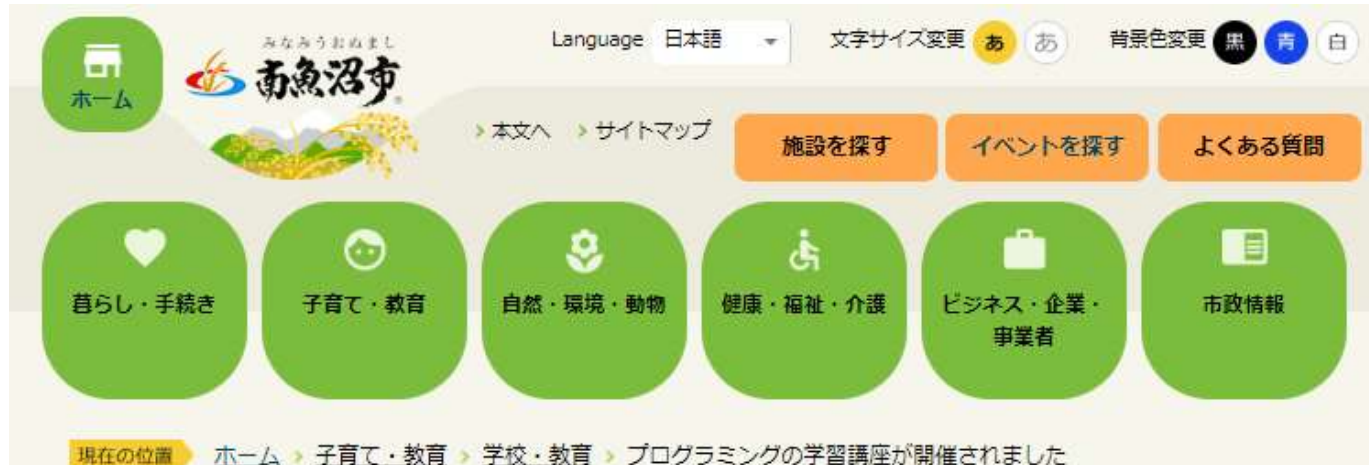 ホーム
みなみうおぬまし
南魚沼市
Language 日本語 文字サイズ変更 あ あ 背景色変更 黒 青 白
本文へ サイトマップ 施設を探す イベントを探す よくある質問
暮らし・手続き 子育て・教育 自然・環境・動物 健康・福祉・介護 ビジネス・企業・ 市政情報
事業者
現在の位置 ホーム 子育て・教育 学校・教育 プログラミングの学習講座が開催されました